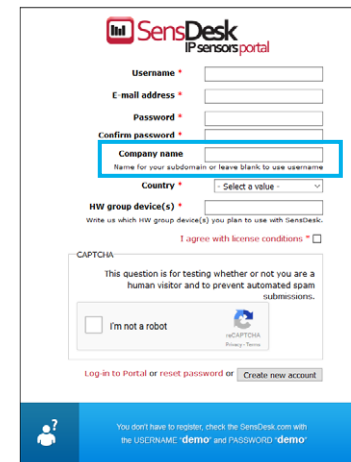 SensDesk
IPsensorsportal
Username *
E-mail address *
Password *
Confirm password *
Company name
Name for your subdomain or leave blank to use username
Country *
- Select a value -
HW group device(s) *
Write us which HW group device(s) you plan to use with SensDesk.
I agree with license conditions *
CAPTCHA
This question is for testing whether or not you are a
human visitor and to prevent automated spam
submissions.
I'm not a robot
reCAPTCHA
Privacy - Terms
Log-in to Portal or reset password or Create new account
You don't have to register, check the SensDesk.com with
the USERNAME "demo" and PASSWORD "demo"